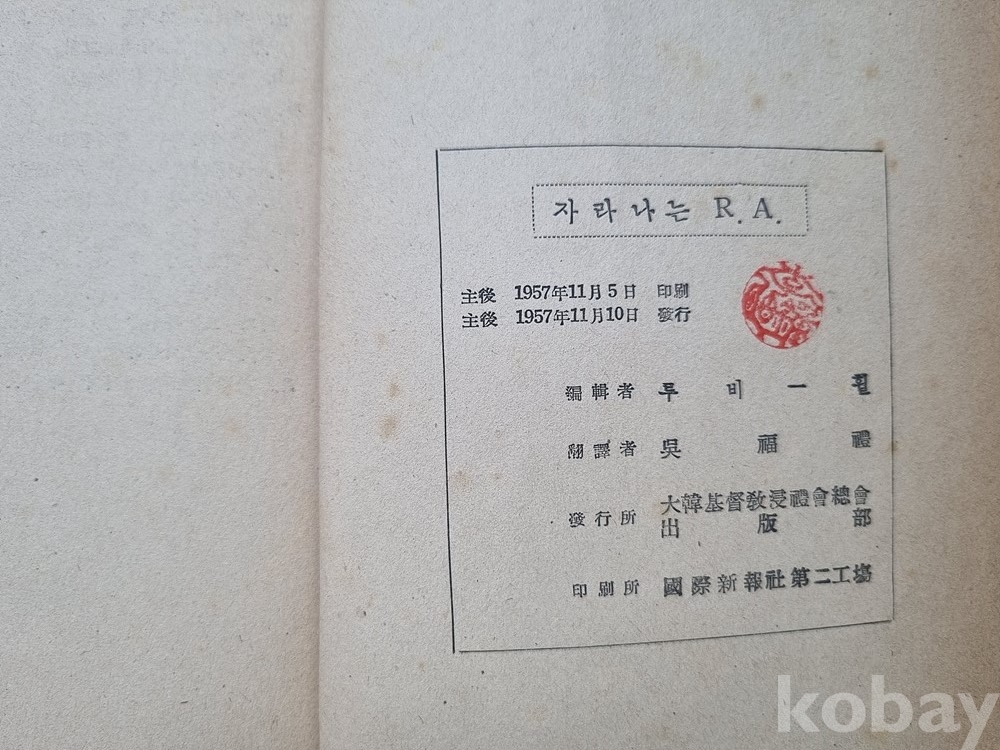 자라나는 R. A.
主後 1957年11月 5日 印刷
主後 1957年11月10日 發行
編輯者 루비ー휠
翻譯者 吳福禮
發行所 大韓基督敎浸禮會總會
出版部
印刷所 國際新報社第二工場
kobay